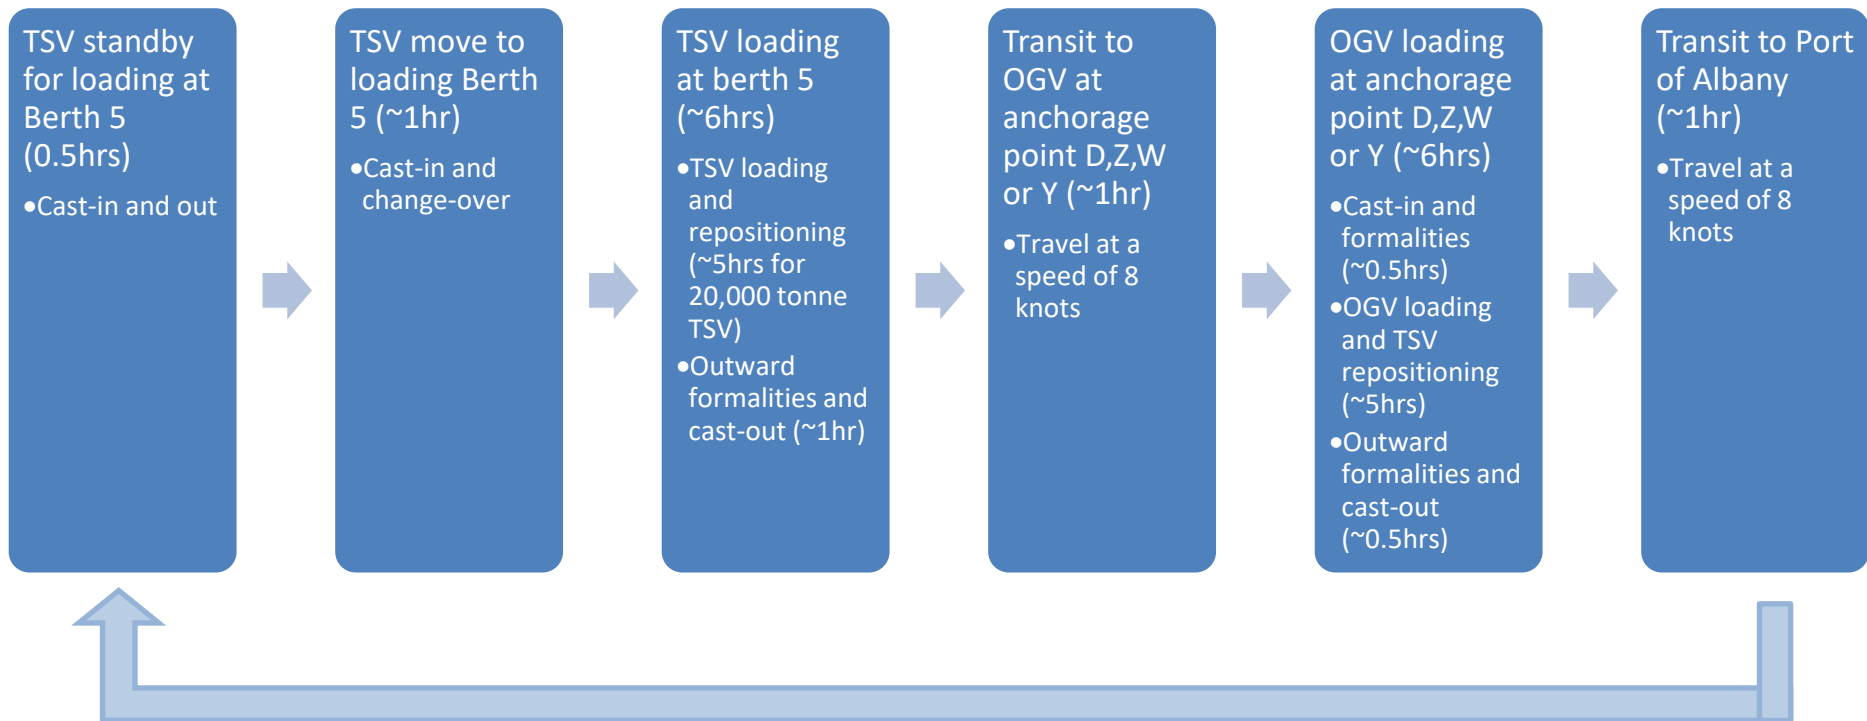 TSV standby
for loading at
Berth 5
(0.5hrs)
•Cast-in and out
TSV move to
loading Berth
5 (~1hr)
•Cast-in and
change-over
TSV loading
at berth 5
(~6hrs)
•TSV loading
and
repositioning
(~5hrs for
20,000 tonne
TSV)
•Outward
formalities and
cast-out (~1hr)
Transit to
OGV at
anchorage
point D,Z,W
or Y (~1hr)
•Travel at a
speed of 8
knots
OGV loading
at anchorage
point D,Z,W
or Y (~6hrs)
•Cast-in and
formalities
(~0.5hrs)
•OGV loading
and TSV
repositioning
(~5hrs)
•Outward
formalities and
cast-out
(~0.5hrs)
Transit to Port
of Albany
(~1hr)
•Travel at a
speed of 8
knots